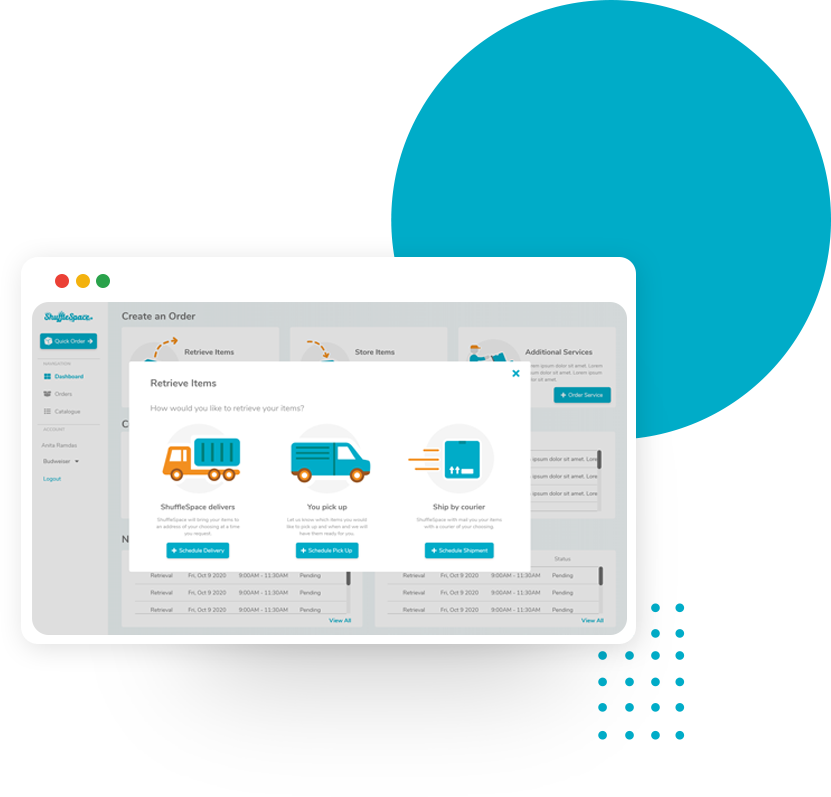 ShuffleSpace
Create an Order
Quick Order
Retrieve Items
Store Items
Additional Services
NAVIGATION
Dashboard
Orders
Catalogue
ACCOUNT
Anita Ramdas
Budweiser
Logout
lorem ipsum dolor sit amet. Lorem
ipsum dolor sit amet. Lorem ipsum
dolor sit amet.
Order Service
Retrieve Items
How would you like to retrieve your items?
ShuffleSpace delivers
ShuffleSpace will bring your items to
an address of your choosing at a time
you request.
Schedule Delivery
You pick up
Let us know which items you would
like to pick up and when and we will
have them ready for you.
Schedule Pick Up
Ship by courier
ShuffleSpace with mail you your items
with a courier of your choosing.
Schedule Shipment
C
ipsum dolor sit amet. Lore
ipsum dolor sit amet. Lore
ipsum dolor sit amet. Lore
N
Status
Retrieval Fri, Oct 9 2020 9:00AM - 11:30AM Pending
Retrieval Fri, Oct 9 2020 9:00AM - 11:30AM Pending
Retrieval Fri, Oct 9 2020 9:00AM - 11:30AM Pending
View All
Retrieval Fri, Oct 9 2020 9:00AM - 11:30AM Pending
Retrieval Fri, Oct 9 2020 9:00AM - 11:30AM Pending
Retrieval Fri, Oct 9 2020 9:00AM - 11:30AM Pending
View All